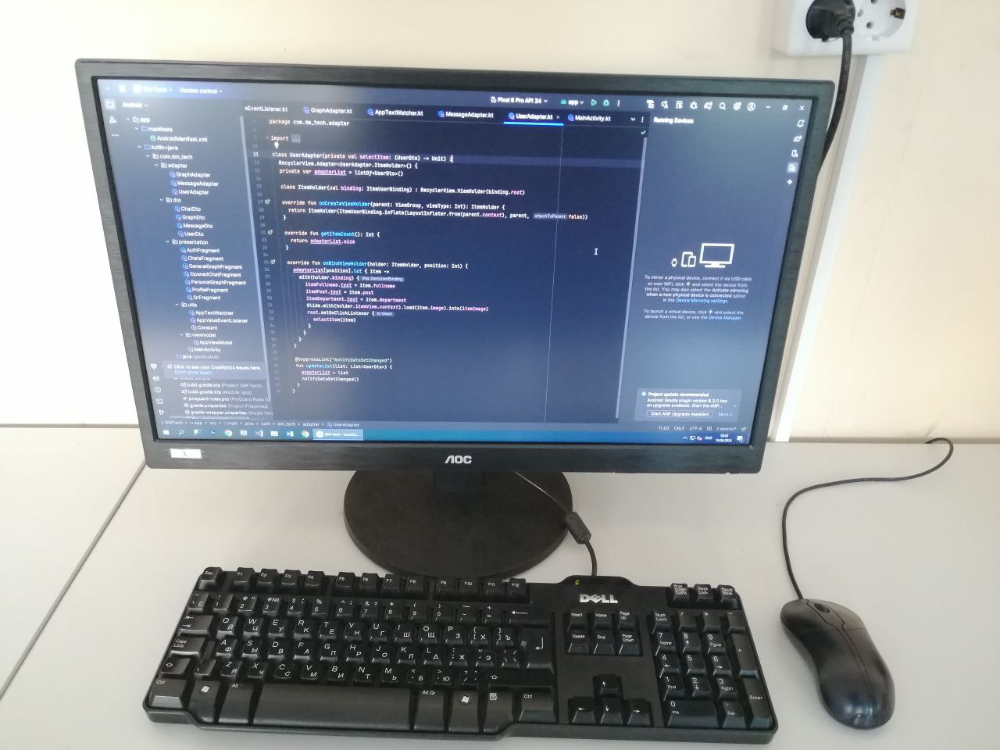 Version control
Pixel 6 Pro API 34
app
Android
eEventListener.kt
GraphAdapter.kt
AppTextWatcher.kt
MessageAdapter.kt
UserAdapter.kt
MainActivity.kt
Running Devices
app
manifests
AndroidManifest.xml
kotlin+java
com.dm_tech
adapter
GraphAdapter
MessageAdapter
UserAdapter
dto
ChatDto
GraphDto
MessageDto
UserDto
presentation
AuthFragment
ChatsFragment
GeneralGraphFragment
OpenedChatFragment
PersonalGraphFragment
ProfileFragment
QrFragment
utils
AppTextWatcher
AppValueEventListener
Constant
viewmodel
AppViewModel
MainActivity
java (generated)
Click to see your Crashlytics issues here.
Don't show again
build.gradle.kts (Project: DM-Tech)
build.gradle.kts (Module: app)
proguard-rules.pro (ProGuard Rules f
gradle.properties (Project Properties)
gradle-wrapper.properties (Gradle Ver
package com.dm_tech.adapter
import ...
class UserAdapter(private val selectItem: (UserDto) -> Unit) :
RecyclerView.Adapter<UserAdapter.ItemHolder>() {
private var adapterList = listOf<UserDto>()
class ItemHolder(val binding: ItemUserBinding) : RecyclerView.ViewHolder(binding.root)
override fun onCreateViewHolder(parent: ViewGroup, viewType: Int): ItemHolder {
return ItemHolder(ItemUserBinding.inflate(LayoutInflater.from(parent.context), parent, attachToParent: false))
}
override fun getItemCount(): Int {
return adapterList.size
}
override fun onBindViewHolder(holder: ItemHolder, position: Int) {
adapterList[position].let { item ->
with(holder.binding) { this: ItemUserBinding
itemFullname.text = item.fullname
itemPost.text = item.post
itemDepartment.text = item.department
Glide.with(holder.itemView.context).load(item.image).into(itemImage)
root.setOnClickListener { it: View!
selectItem(item)
}
}
}
}
@SuppressLint("NotifyDataSetChanged")
fun updateList(list: List<UserDto>) {
adapterList = list
notifyDataSetChanged()
}
}
To mirror a physical device, connect it via USB cable
or over WiFi, click + and select the device from
the list. You may also select the Activate mirroring
when a new physical device is connected option
in the Device Mirroring settings.
To launch a virtual device, click + and select the
device from the list, or use the Device Manager.
Project update recommended
Android Gradle plugin version 8.3.0 has
an upgrade available. Start the AGP...
Start AGP Upgrade Assistant
More
DMTech > app > src > main > java > com > dm_tech > adapter > UserAdapter
11:63 CRLF UTF-8 2 spaces*
ENG
19.06.2024
AOC
DELL
Esc F1 F2 F3 F4 F5 F6 F7 F8 F9 F10 F11 F12
Print Screen SysRq
Scroll Lock
Pause Break
Insert Home Page Up
Delete End Page Down
Num Lock
Q W E R T Y U I O P
Й Ц У К Е Н Г Ш Щ З Х Ъ
Caps Lock
A S D F G H J K L
Ф Ы В А П Р О Л Д Ж Э
Z X C V B N M
Я Ч С М И Т Ь Б Ю
Ctrl Alt Alt Gr Ctrl
7 Home 8 9 PgUp
4 5 6
1 End 2 3 PgDn
0 Ins Del Enter